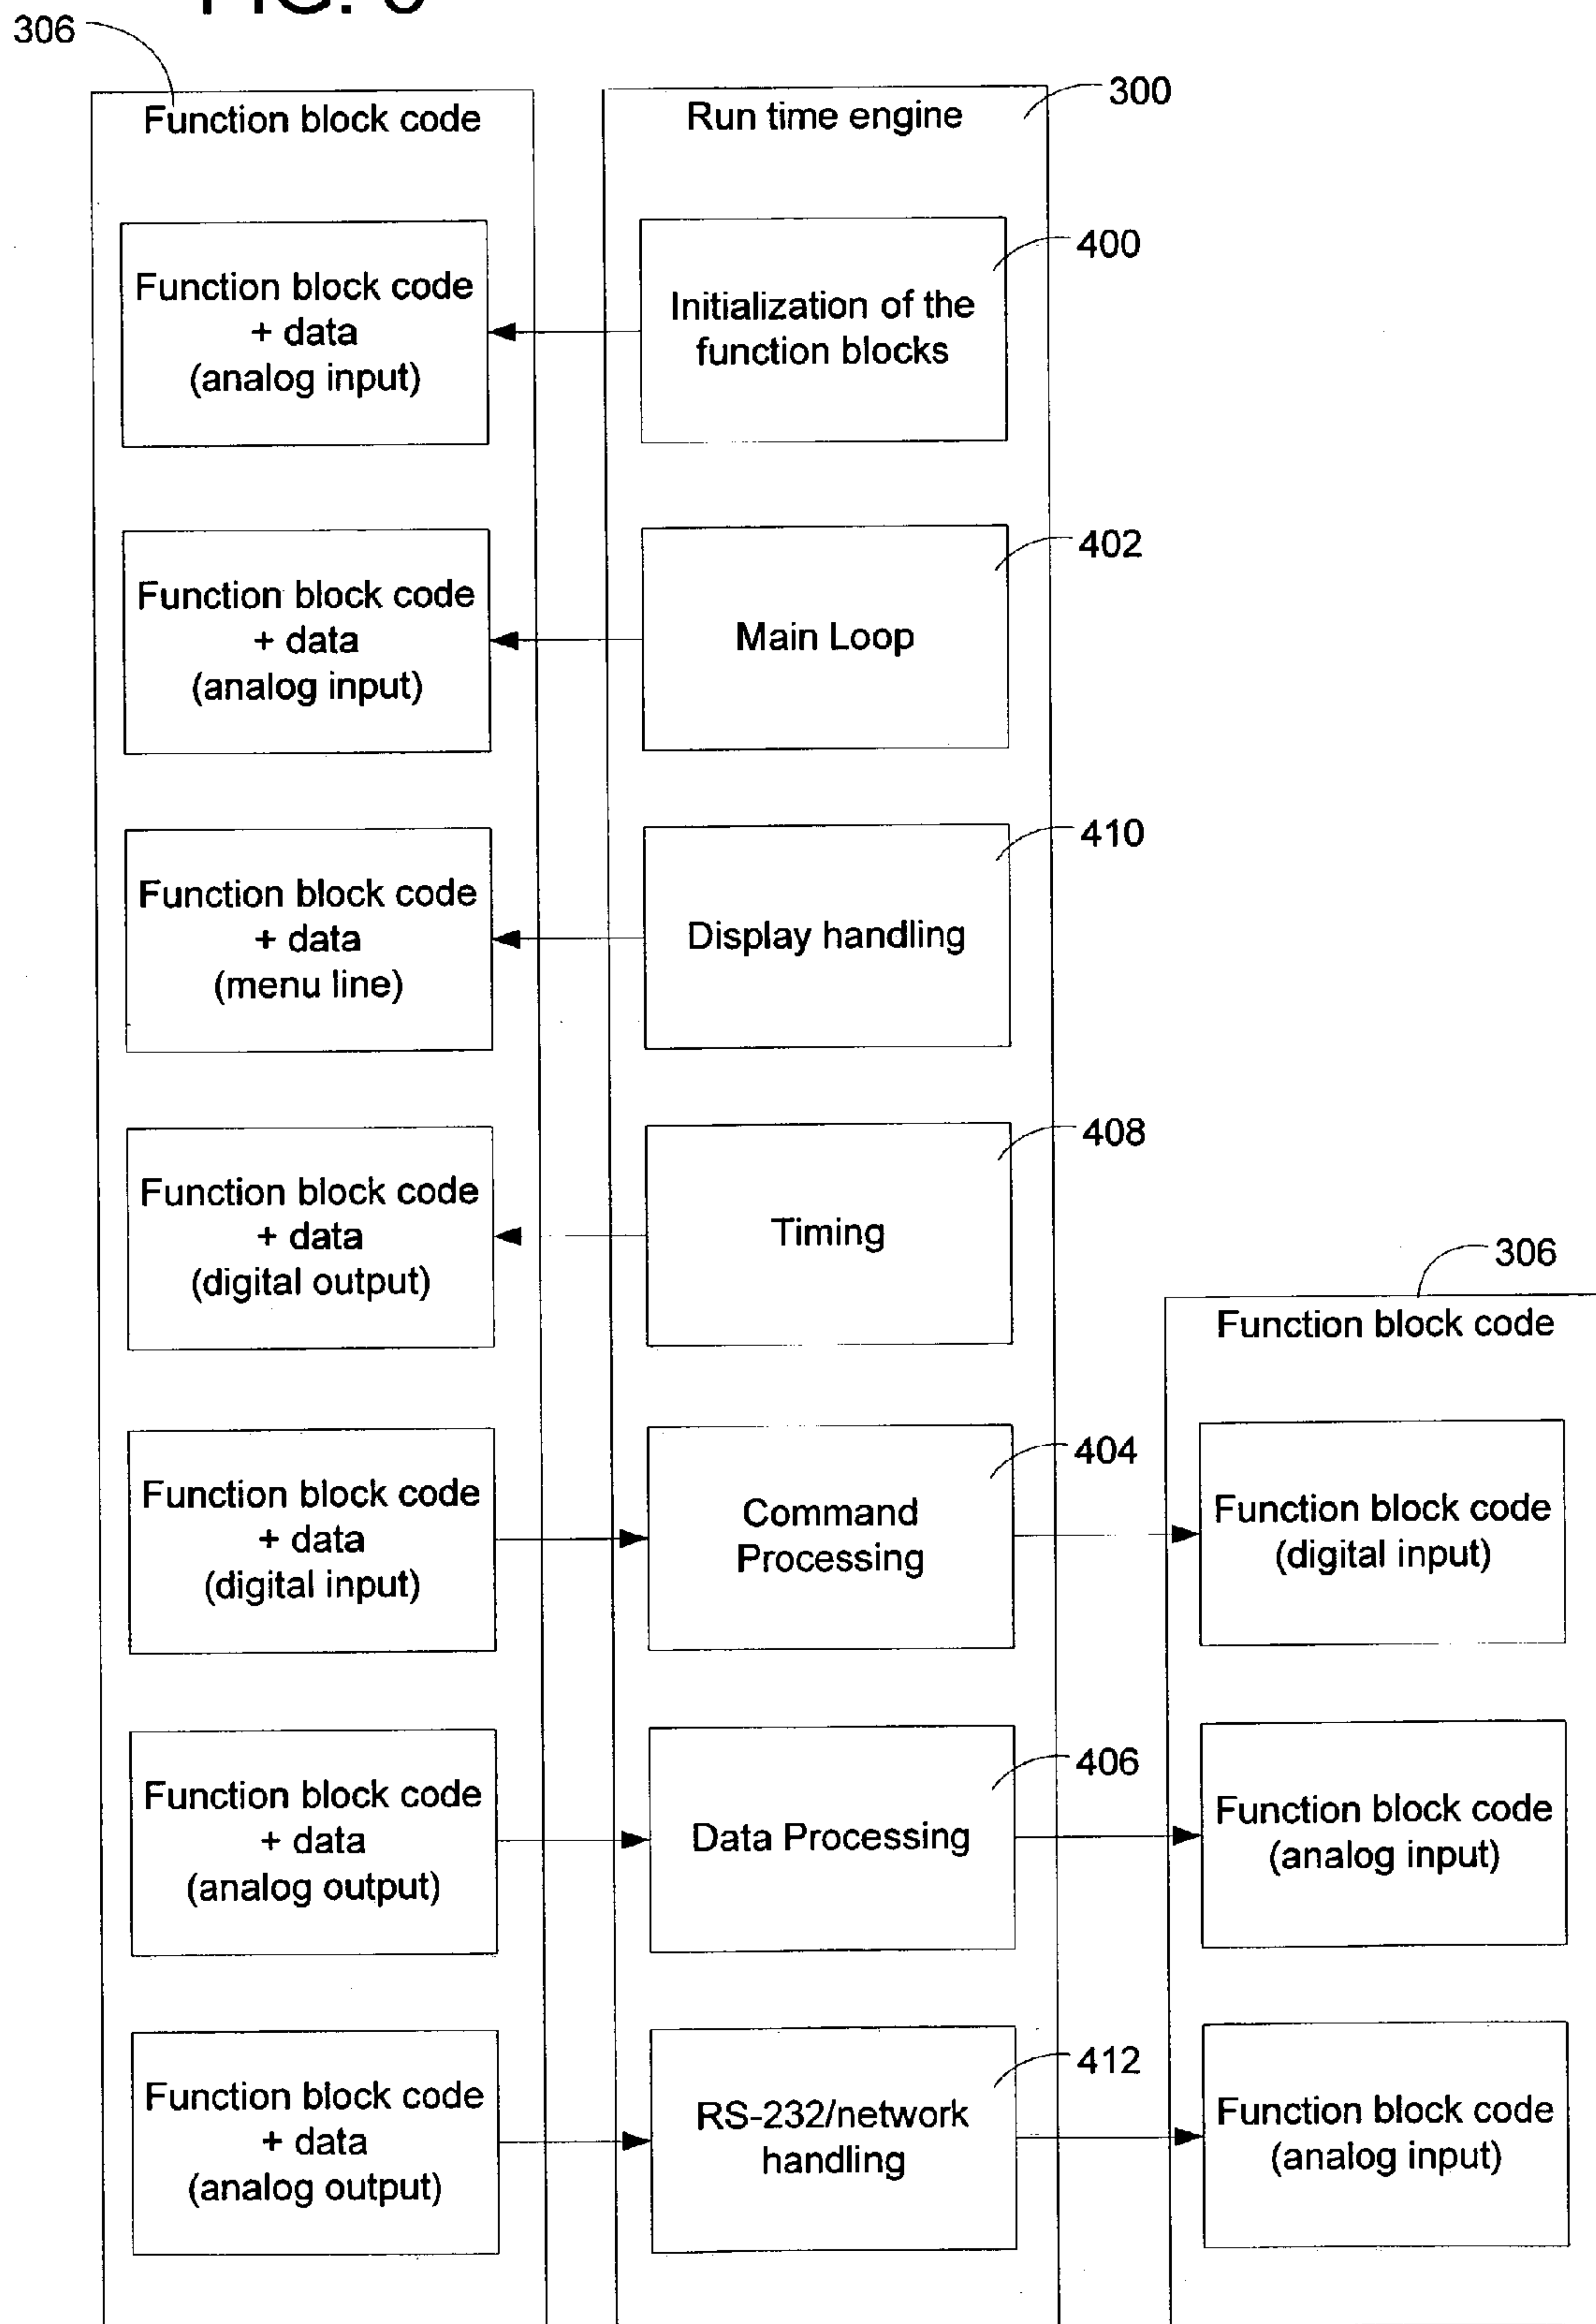 306
Function block code
Run time engine
300
Function block code
+ data
(analog input)
Initialization of the
function blocks
400
Function block code
+ data
(analog input)
Main Loop
402
Function block code
+ data
(menu line)
Display handling
410
Function block code
+ data
(digital output)
Timing
408
306
Function block code
Function block code
+ data
(digital input)
Command
Processing
404
Function block code
(digital input)
Function block code
+ data
(analog output)
Data Processing
406
Function block code
(analog input)
Function block code
+ data
(analog output)
RS-232/network
handling
412
Function block code
(analog input)